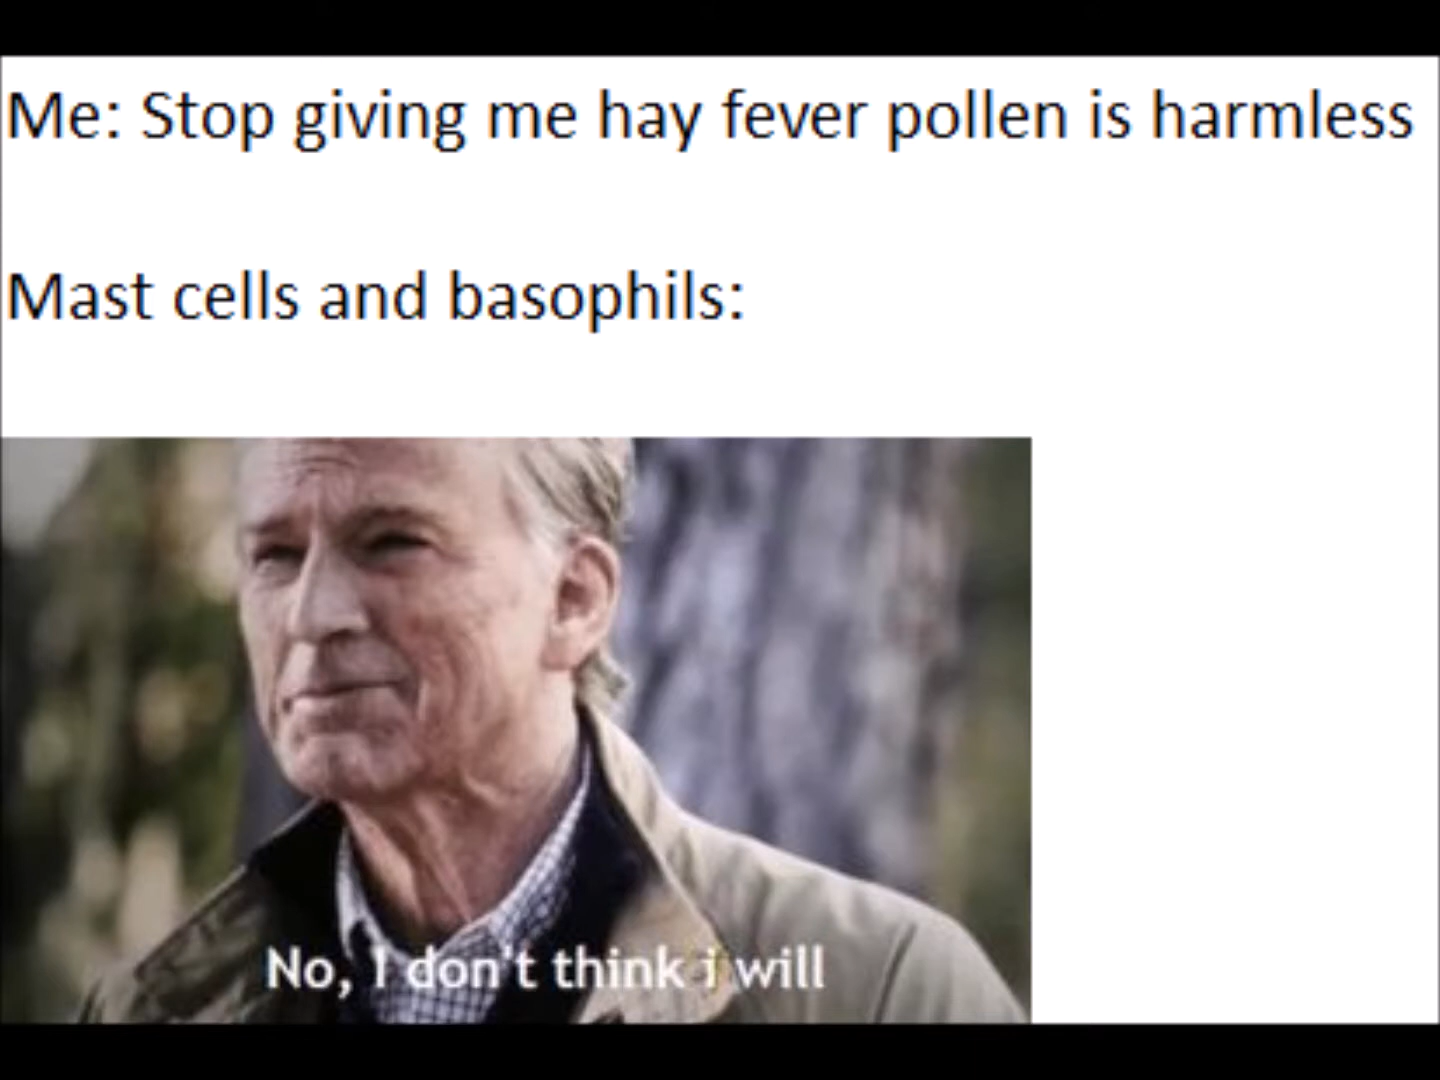 Me: Stop giving me hay fever pollen is harmless
Mast cells and basophils:
No, I don't think i will